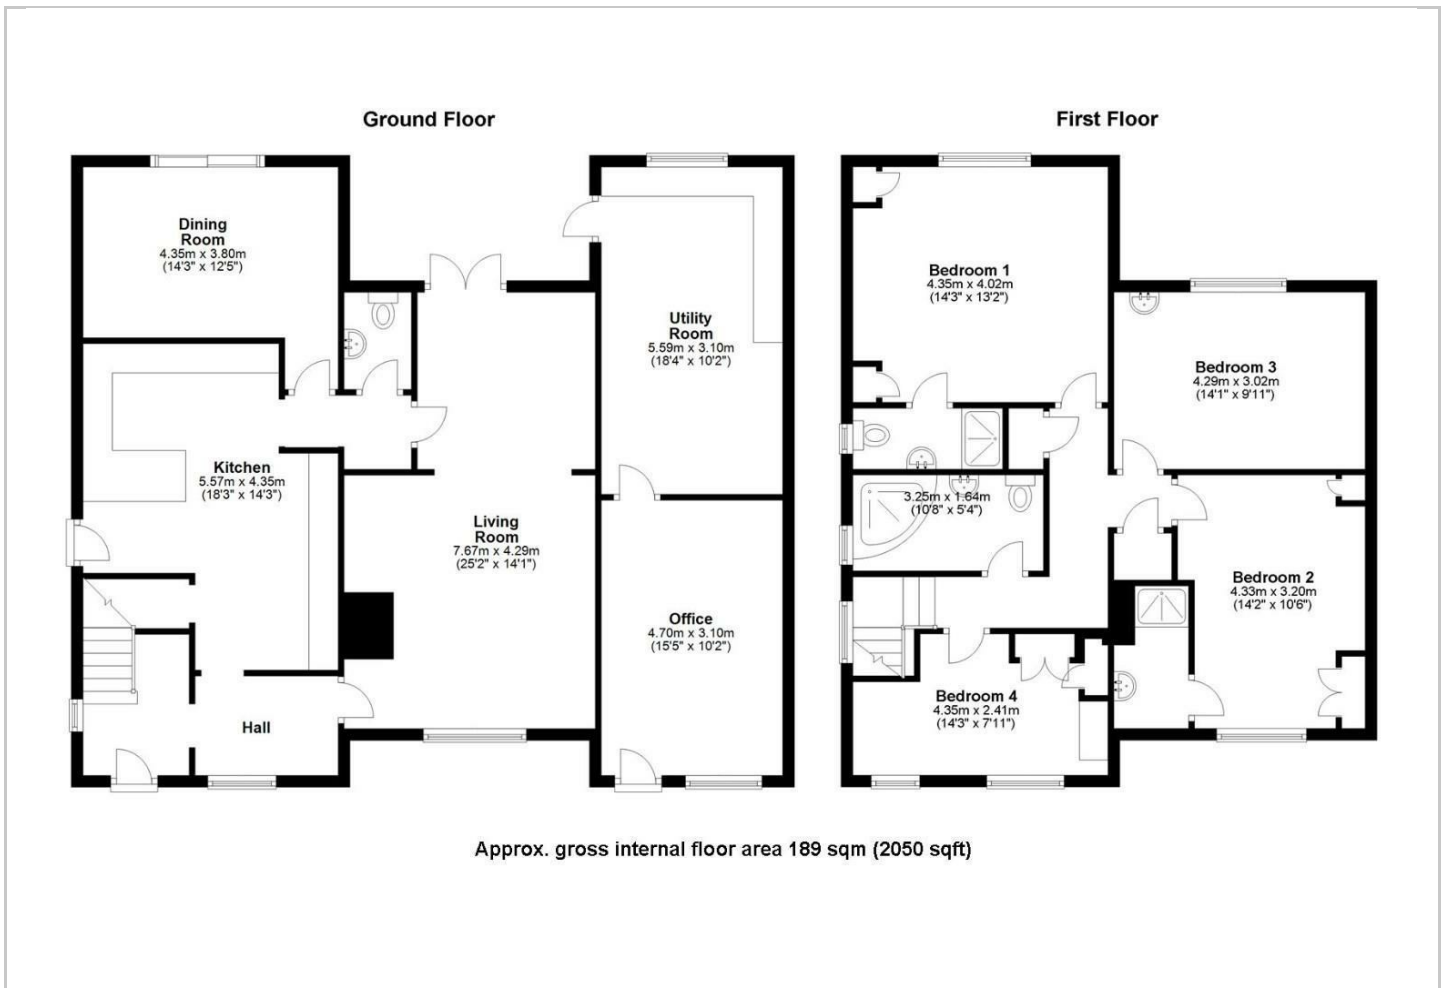 Ground Floor
Dining
Room
4.35m x 3.80m
(14'3" x 12'5")
Utility
Room
5.59m x 3.10m
(18'4" x 10'2")
Kitchen
5.57m x 4.35m
(18'3" x 14'3")
Living
Room
7.67m x 4.29m
(25'2" x 14'1")
Office
4.70m x 3.10m
(15'5" x 10'2")
Hall
First Floor
Bedroom 1
4.35m x 4.02m
(14'3" x 13'2")
Bedroom 3
4.29m x 3.02m
(14'1" x 9'11")
3.25m x 1.64m
(10'8" x 5'4")
Bedroom 2
4.33m x 3.20m
(14'2" x 10'6")
Bedroom 4
4.35m x 2.41m
(14'3" x 7'11")
Approx. gross internal floor area 189 sqm (2050 sqft)